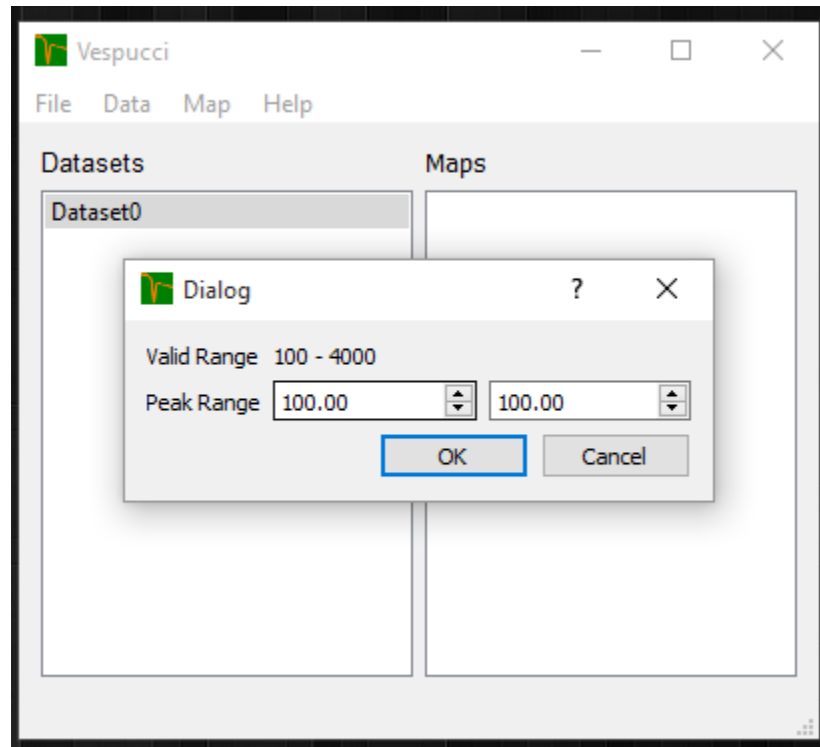 Vespucci
File Data Map Help
Datasets Maps
Dataset0
Dialog ?
Valid Range 100 - 4000
Peak Range 100.00 100.00
OK Cancel